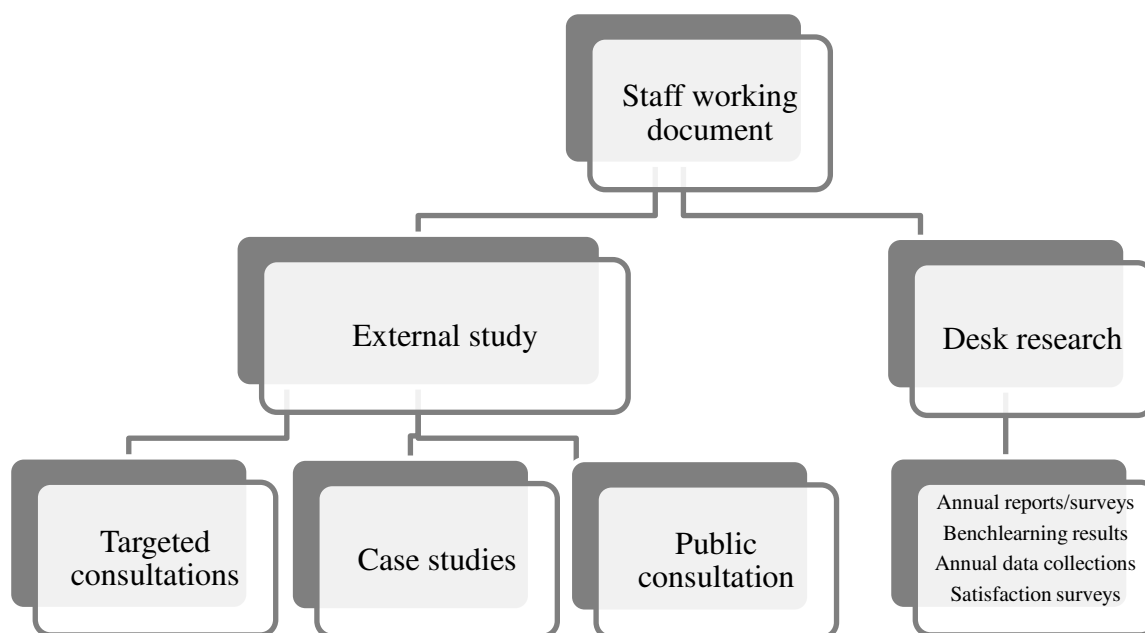 Staff working
document
External study
Desk research
Targeted
consultations
Case studies
Public
consultation
Annual reports/surveys
Benchlearning results
Annual data collections
Satisfaction surveys